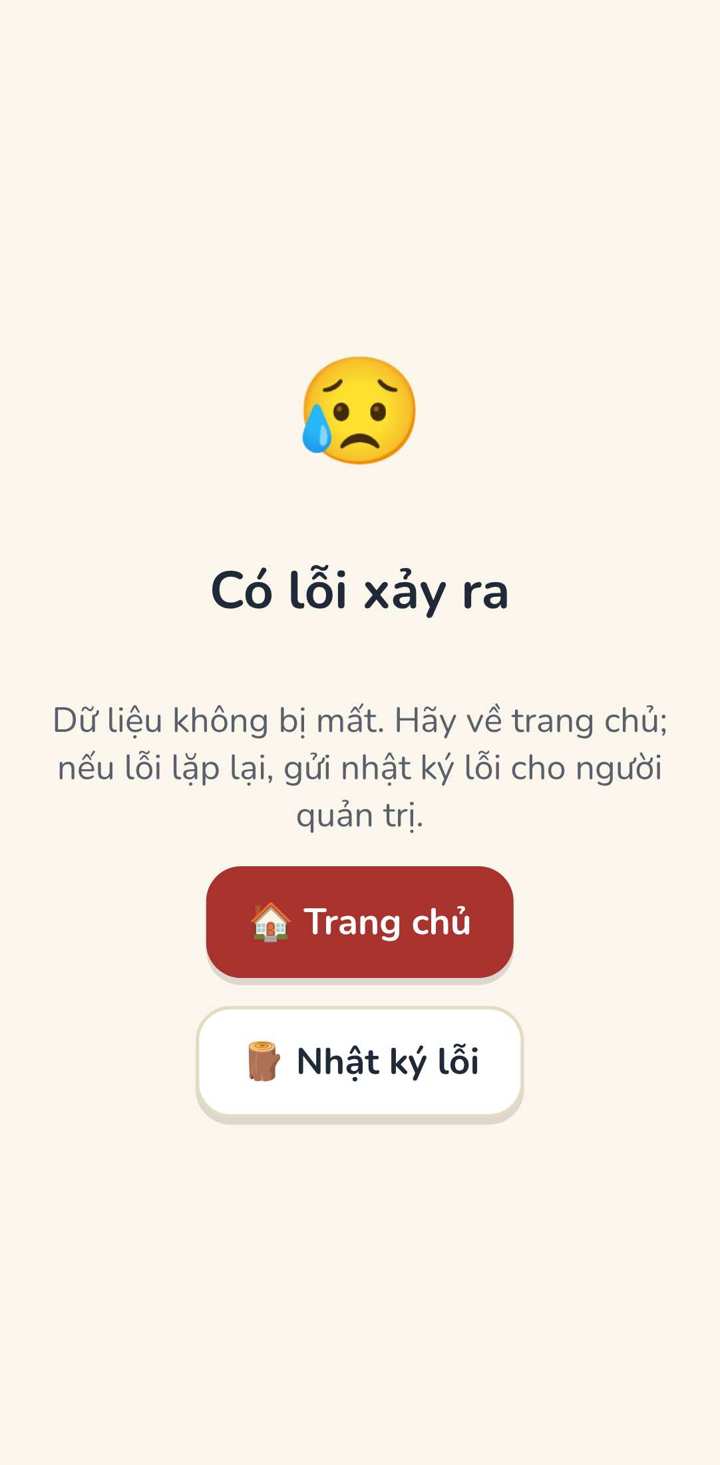 Có lỗi xảy ra
Dữ liệu không bị mất. Hãy về trang chủ;
nếu lỗi lặp lại, gửi nhật ký lỗi cho người
quản trị.
🏠 Trang chủ
🪵 Nhật ký lỗi